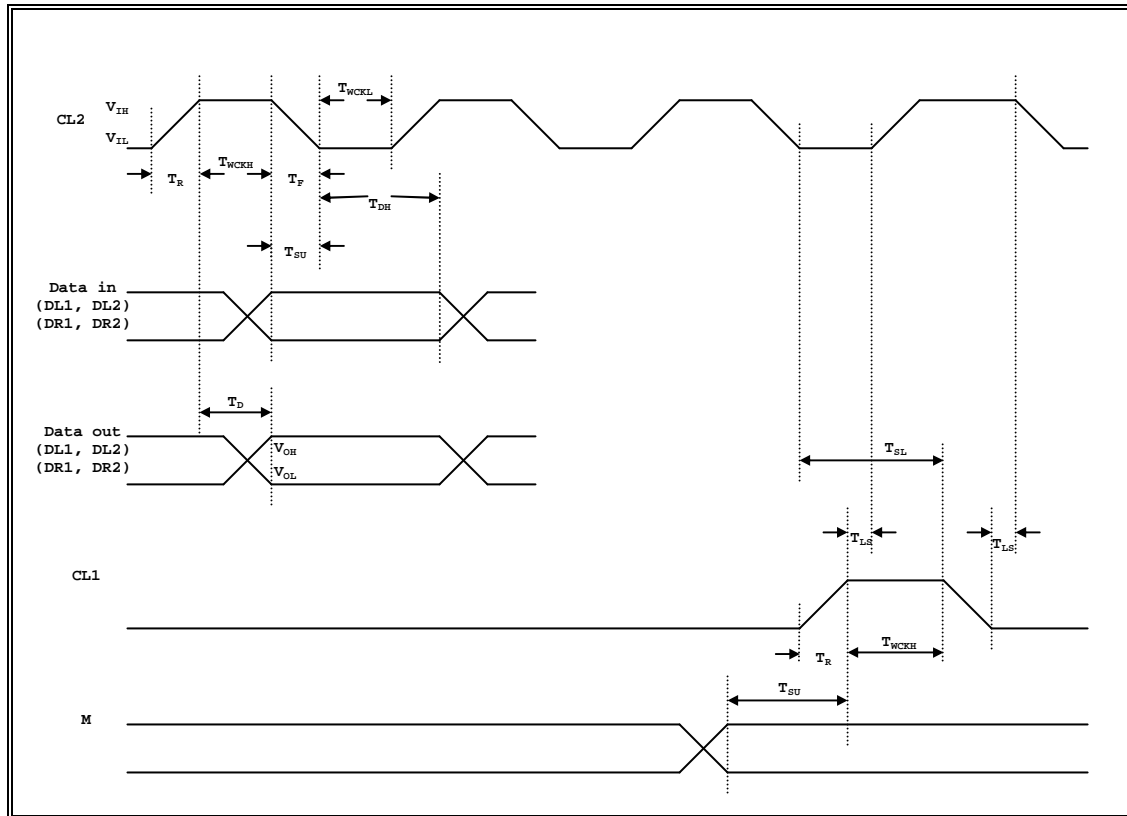 T_WCKL
V_IH
CL2
V_IL
T_WCKH
T_R
T_F
T_DH
T_SU
Data in
(DL1, DL2)
(DR1, DR2)
T_D
Data out
(DL1, DL2)
(DR1, DR2)
V_OH
V_OL
T_SL
T_LS
T_LS
CL1
T_R
T_WCKH
T_SU
M